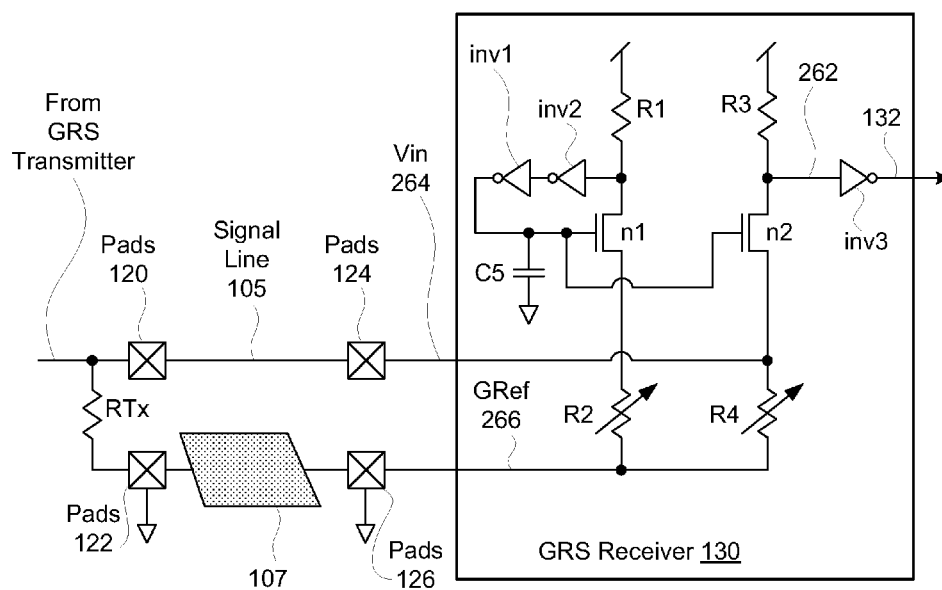 inv1
From
GRS
Transmitter
R1
R3
262
inv2
132
Vin
264
Pads
120
Signal
Line
105
Pads
124
n1
n2
inv3
C5
RTx
GRef
266
R2
R4
Pads
122
107
Pads
126
GRS Receiver 130